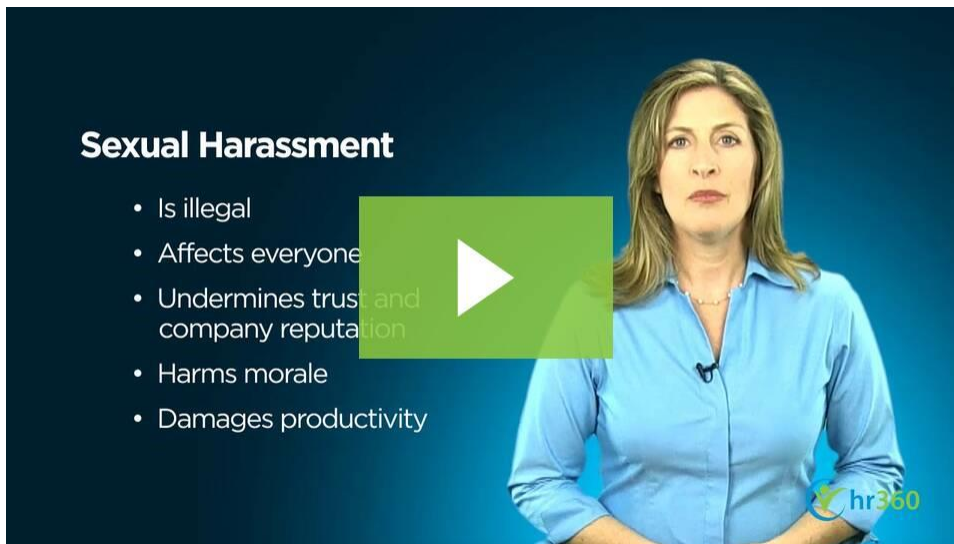 Sexual Harassment
• Is illegal
• Affects everyone
• Undermines trust and
company reputation
• Harms morale
• Damages productivity
hr360